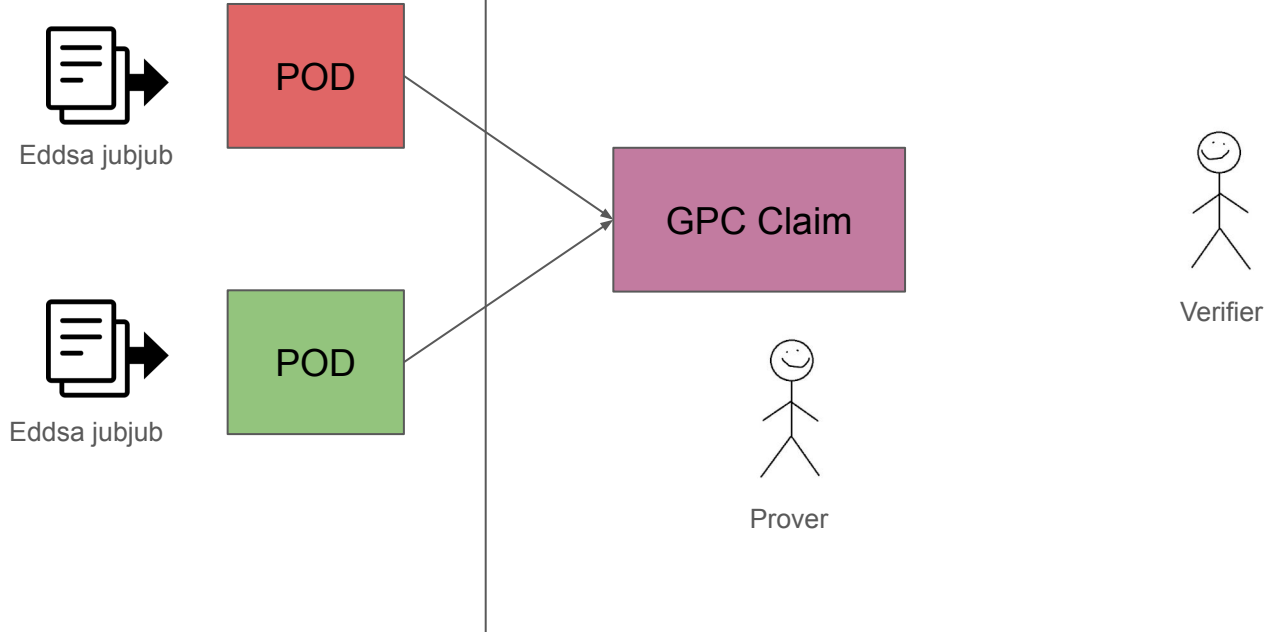 POD
Eddsa jubjub
GPC Claim
Verifier
POD
Eddsa jubjub
Prover